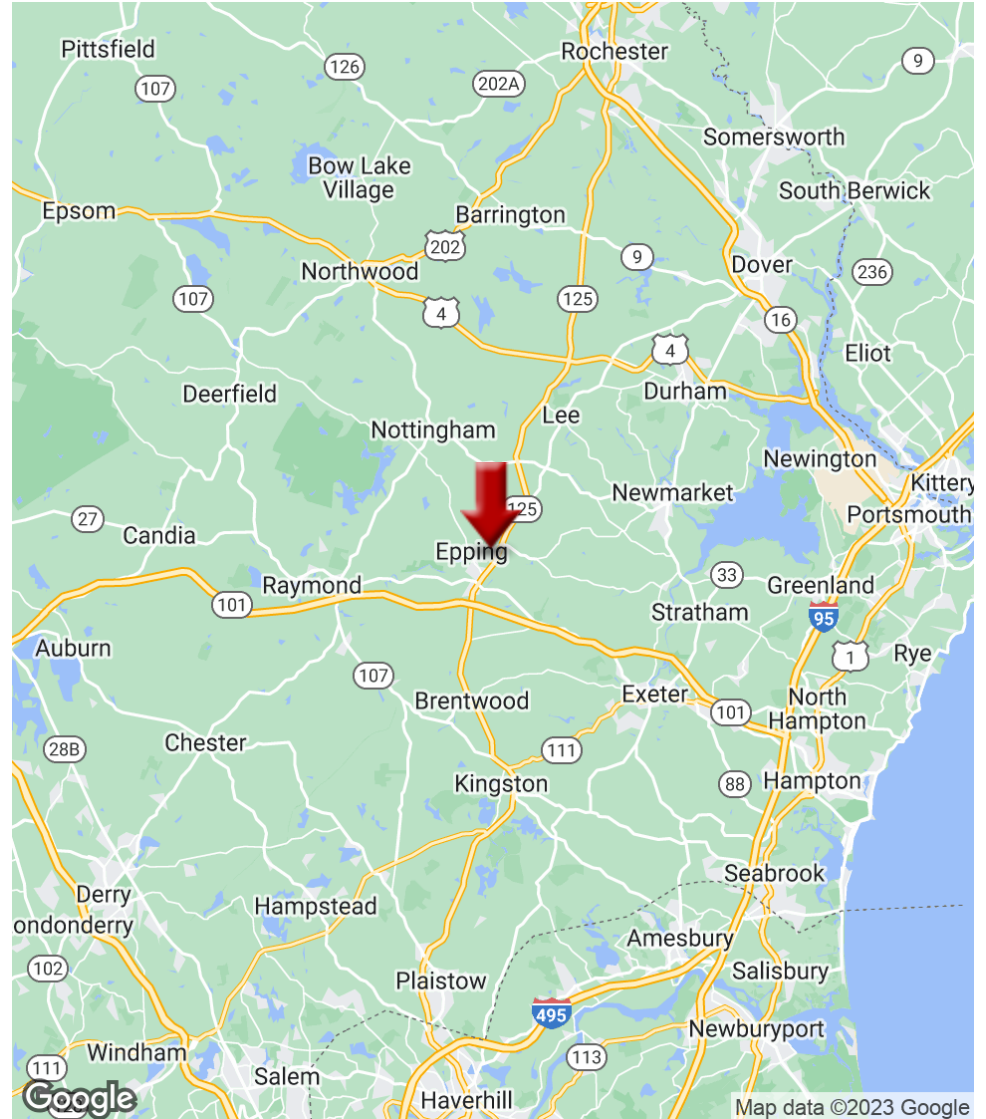 Pittsfield
Rochester
126
9
107
202A
Somersworth
Bow Lake
Village
South Berwick
Epsom
Barrington
202
9
Dover
Northwood
236
107
125
4
16
4
Eliot
Deerfield
Durham
Lee
Nottingham
Newington
Kittery
Newmarket
125
Portsmouth
27
Candia
Epping
33
Raymond
Greenland
101
Stratham
95
Auburn
1
Rye
107
Exeter
Brentwood
North
Hampton
101
28B
Chester
111
Kingston
88
Hampton
Seabrook
Derry
Hampstead
ondonderry
Amesbury
102
Salisbury
Plaistow
495
Newburyport
Windham
113
111
Salem
Google
Haverhill
Map data ©2023 Google